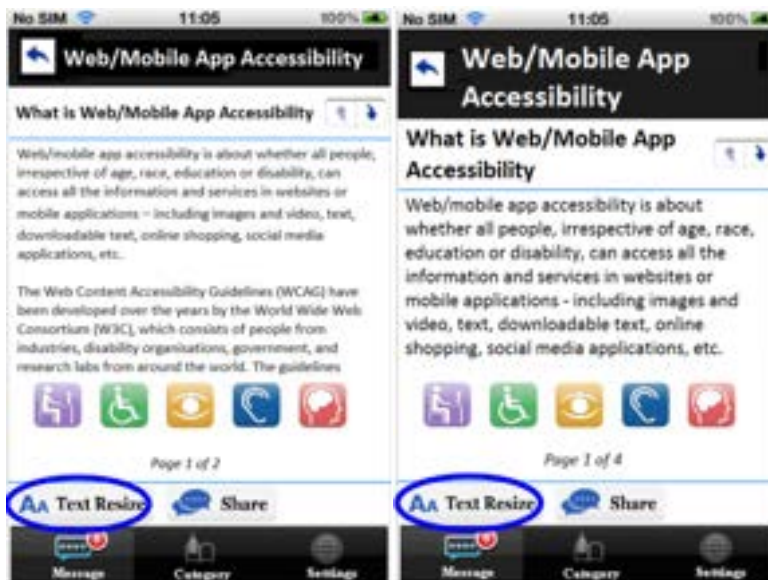 No SIM 11:05 100%
Web/Mobile App Accessibility
What is Web/Mobile App Accessibility
Web/mobile app accessibility is about whether all people,
irrespective of age, race, education or disability, can
access all the information and services in websites or
mobile applications – including images and video, text,
downloadable text, online shopping, social media
applications, etc.
The Web Content Accessibility Guidelines (WCAG) have
been developed over the years by the World Wide Web
Consortium (W3C), which consists of people from
industries, disability organisations, government, and
research labs from around the world. The guidelines
Page 1 of 2
AA Text Resize
Share
Message Category Settings
No SIM 11:05 100%
Web/Mobile App
Accessibility
What is Web/Mobile App
Accessibility
Web/mobile app accessibility is about
whether all people, irrespective of age, race,
education or disability, can access all the
information and services in websites or
mobile applications - including images and
video, text, downloadable text, online
shopping, social media applications, etc.
Page 1 of 4
AA Text Resize
Share
Message Category Settings